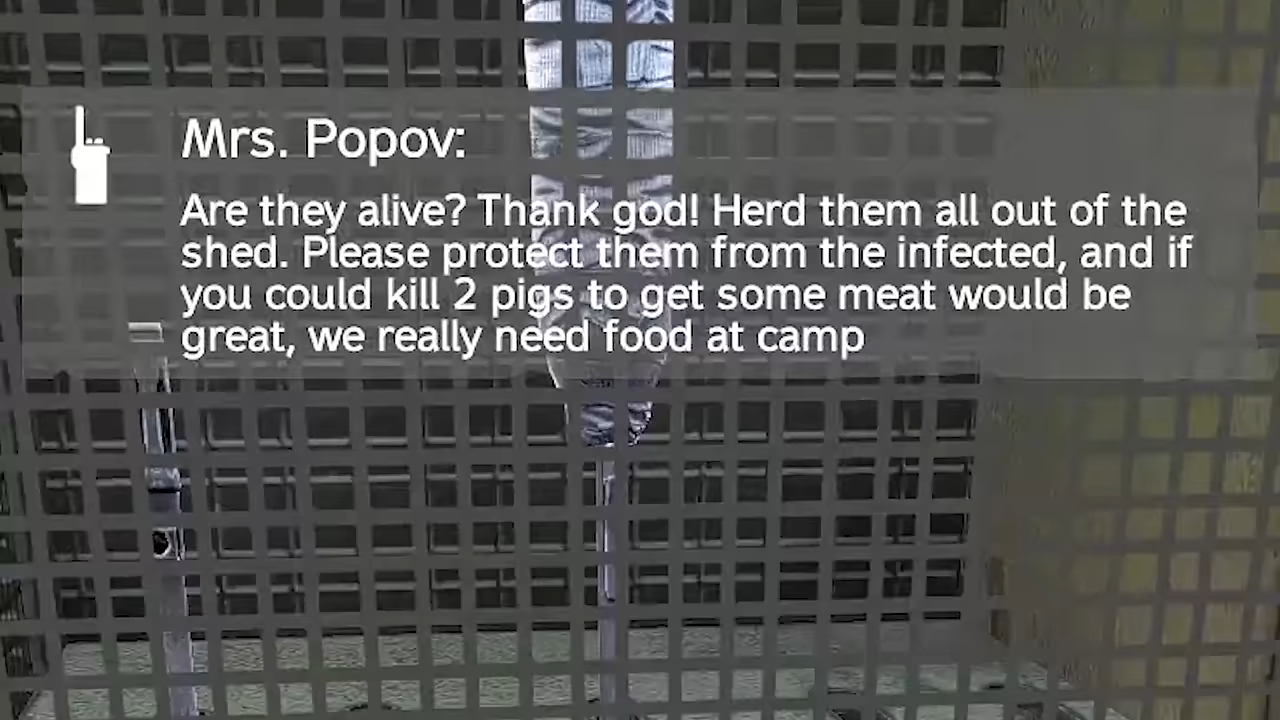 Mrs. Popov:
Are they alive? Thank god! Herd them all out of the
shed. Please protect them from the infected, and if
you could kill 2 pigs to get some meat would be
great, we really need food at camp